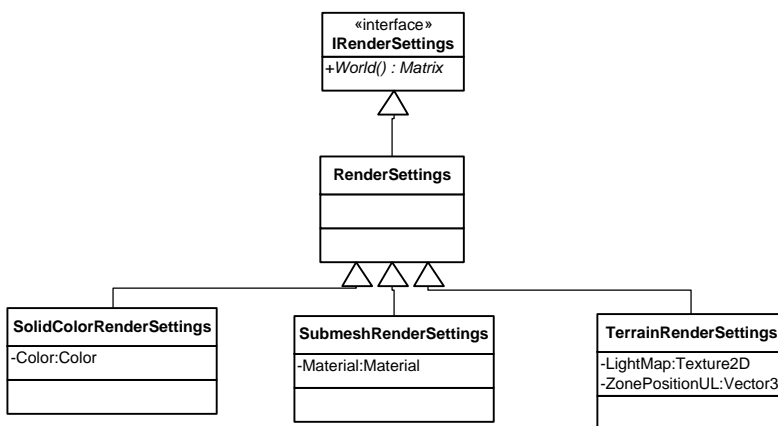 «interface»
IRenderSettings
+World() : Matrix
RenderSettings
SolidColorRenderSettings
-Color:Color
SubmeshRenderSettings
-Material:Material
TerrainRenderSettings
-LightMap:Texture2D
-ZonePositionUL:Vector3